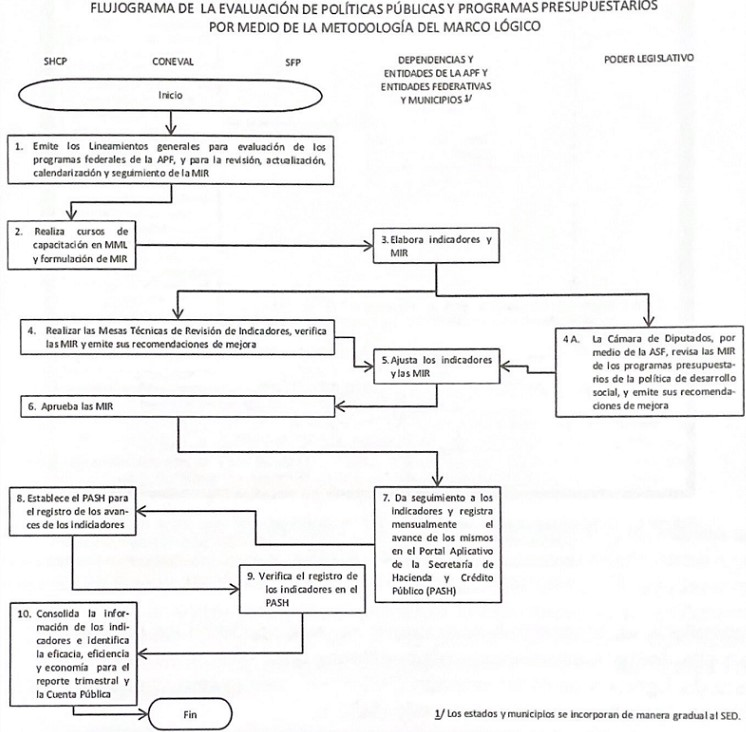 FLUJOGRAMA DE LA EVALUACIÓN DE POLÍTICAS PÚBLICAS Y PROGRAMAS PRESUPUESTARIOS
POR MEDIO DE LA METODOLOGÍA DEL MARCO LÓGICO
SHCP
CONEVAL
SFP
DEPENDENCIAS Y
ENTIDADES DE LA APF Y
ENTIDADES FEDERATIVAS
Y MUNICIPIOS 1/
PODER LEGISLATIVO
Inicio
1. Emite los Lineamientos generales para evaluación de los
programas federales de la APF, y para la revisión, actualización,
calendarización y seguimiento de la MIR
2. Realiza cursos de
capacitación en MML
y formulación de MIR
3. Elabora indicadores y
MIR
4. Realizar las Mesas Técnicas de Revisión de Indicadores, verifica
las MIR y emite sus recomendaciones de mejora
5. Ajusta los indicadores
y las MIR
4 A. La Cámara de Diputados, por
medio de la ASF, revisa las MIR
de los programas presupuesta-
rios de la política de desarrollo
social, y emite sus recomenda-
ciones de mejora
6. Aprueba las MIR
8. Establece el PASH para
el registro de los avan-
ces de los indiciadores
7. Da seguimiento a los
indicadores y registra
mensualmente el
avance de los mismos
en el Portal Aplicativo
de la Secretaría de
Hacienda y Crédito
Público (PASH)
9. Verifica el registro de
los indicadores en el
PASH
10. Consolida la infor-
mación de los indi-
cadores e identifica
la eficacia, eficiencia
y economía para el
reporte trimestral y
la Cuenta Pública
Fin
1/ Los estados y municipios se incorporan de manera gradual al SED.